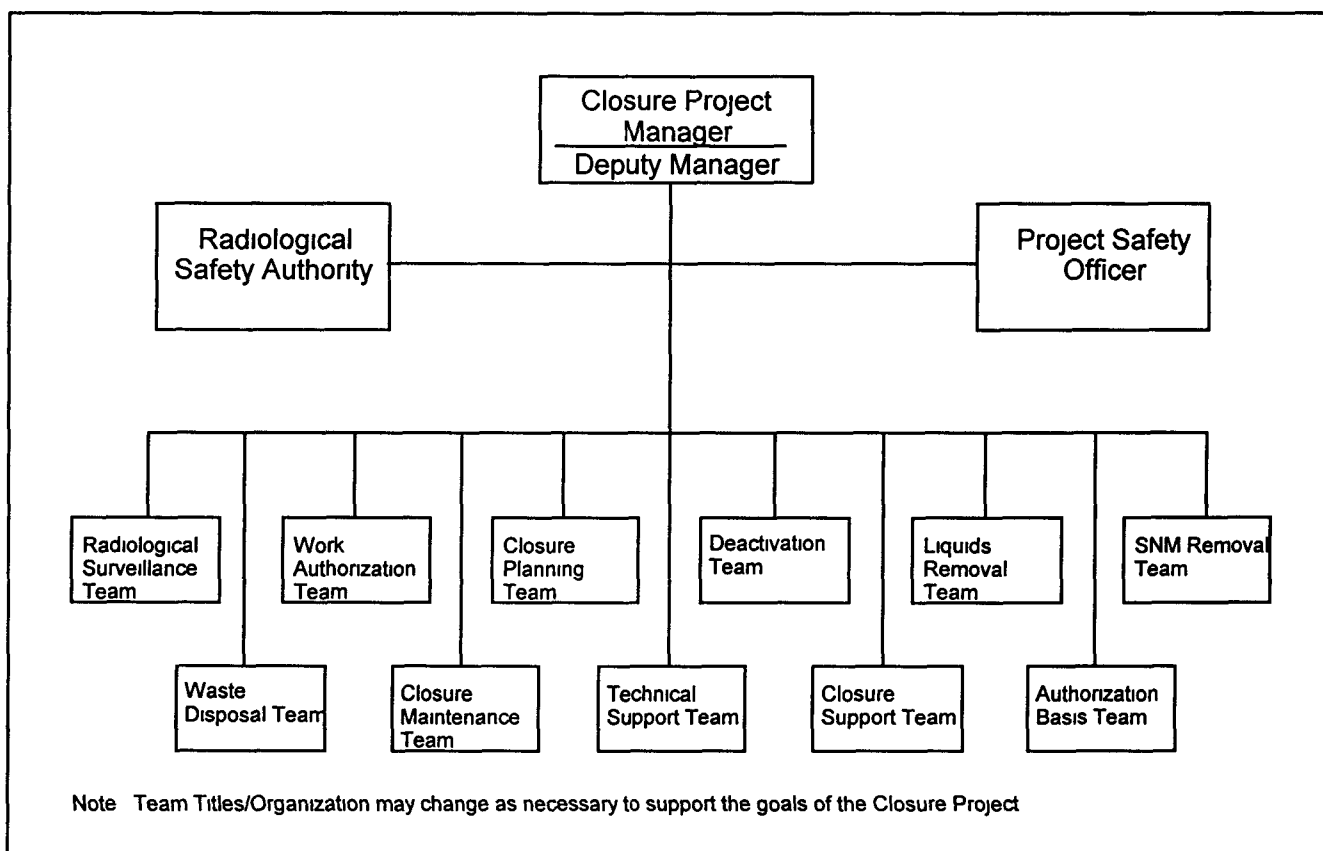 Closure Project
Manager
Deputy Manager
Radiological
Safety Authority
Project Safety
Officer
Radiological
Surveillance
Team
Work
Authorization
Team
Closure
Planning
Team
Deactivation
Team
Liquids
Removal
Team
SNM Removal
Team
Waste
Disposal Team
Closure
Maintenance
Team
Technical
Support Team
Closure
Support Team
Authorization
Basis Team
Note Team Titles/Organization may change as necessary to support the goals of the Closure Project